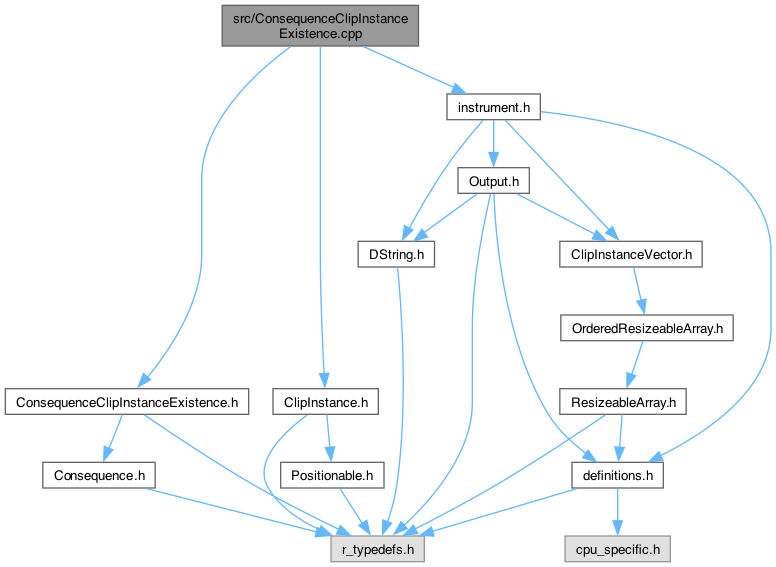 src/ConsequenceClipInstance
Existence.cpp
instrument.h
Output.h
DString.h
ClipInstanceVector.h
OrderedResizeableArray.h
ConsequenceClipInstanceExistence.h
ClipInstance.h
ResizeableArray.h
Consequence.h
Positionable.h
definitions.h
r_typedefs.h
cpu_specific.h